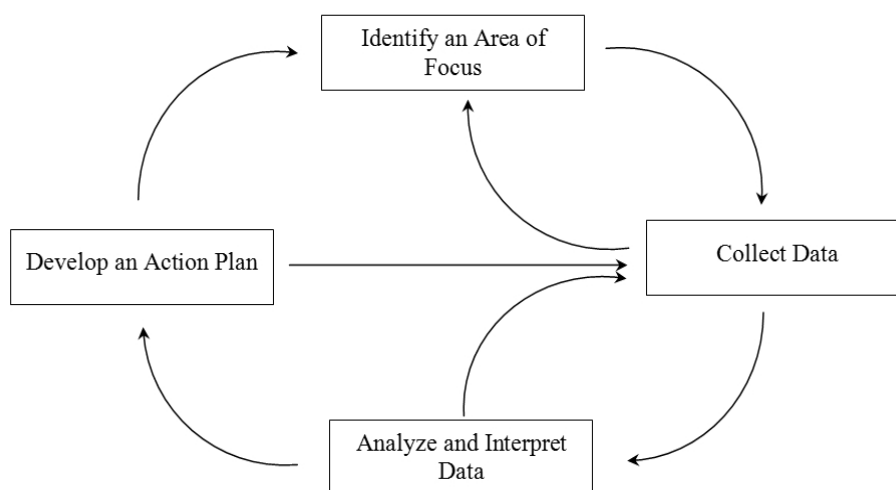 Identify an Area of
Focus
Develop an Action Plan
Collect Data
Analyze and Interpret
Data